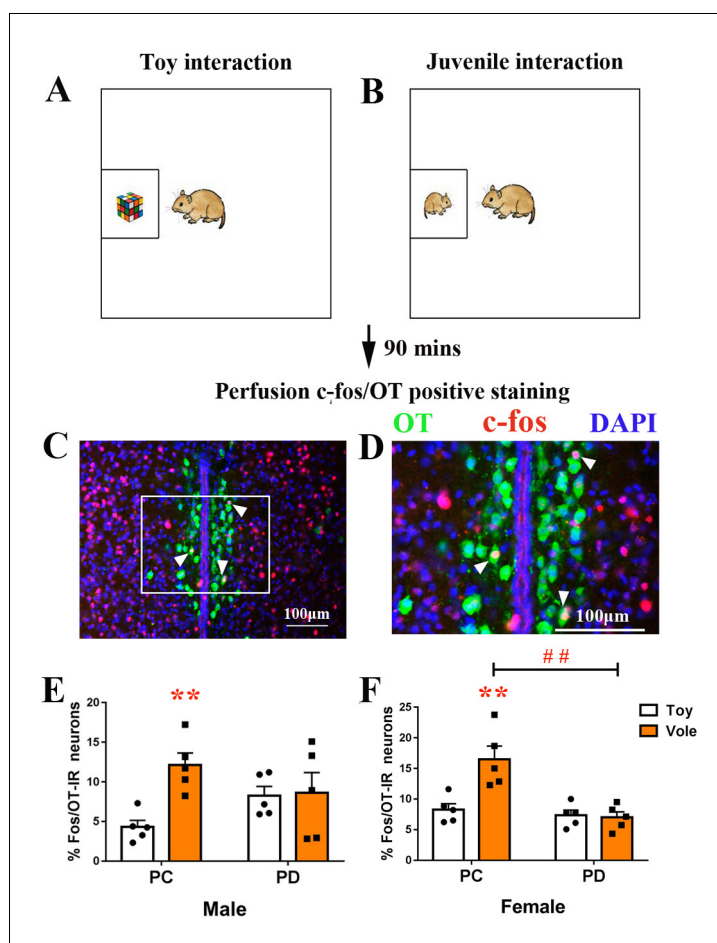 Toy interaction
Juvenile interaction
A
B
90 mins
Perfusion c-fos/OT positive staining
OT c-fos DAPI
C
D
100μm
100μm
E
% Fos/OT-IR neurons
20
15
10
5
0
**
PC PD
Male
F
% Fos/OT-IR neurons
25
20
15
10
5
0
**
# #
PC PD
Female
Toy
Vole